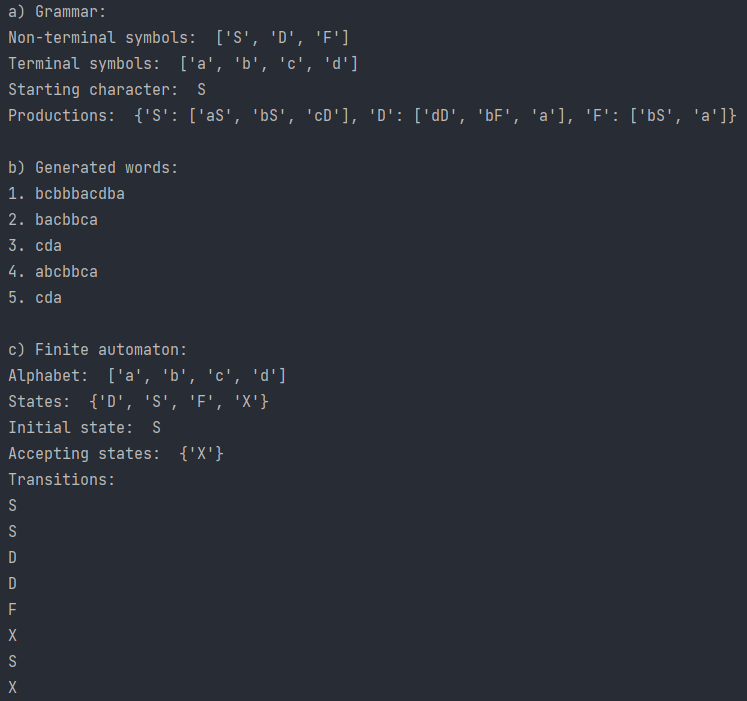 a) Grammar:
Non-terminal symbols:  ['S', 'D', 'F']
Terminal symbols:  ['a', 'b', 'c', 'd']
Starting character:  S
Productions:  {'S': ['aS', 'bS', 'cD'], 'D': ['dD', 'bF', 'a'], 'F': ['bS', 'a']}

b) Generated words:
1. bcbbbacdba
2. bacbbca
3. cda
4. abcbbca
5. cda

c) Finite automaton:
Alphabet:  ['a', 'b', 'c', 'd']
States:  {'D', 'S', 'F', 'X'}
Initial state:  S
Accepting states:  {'X'}
Transitions:
S
S
D
D
F
X
S
X